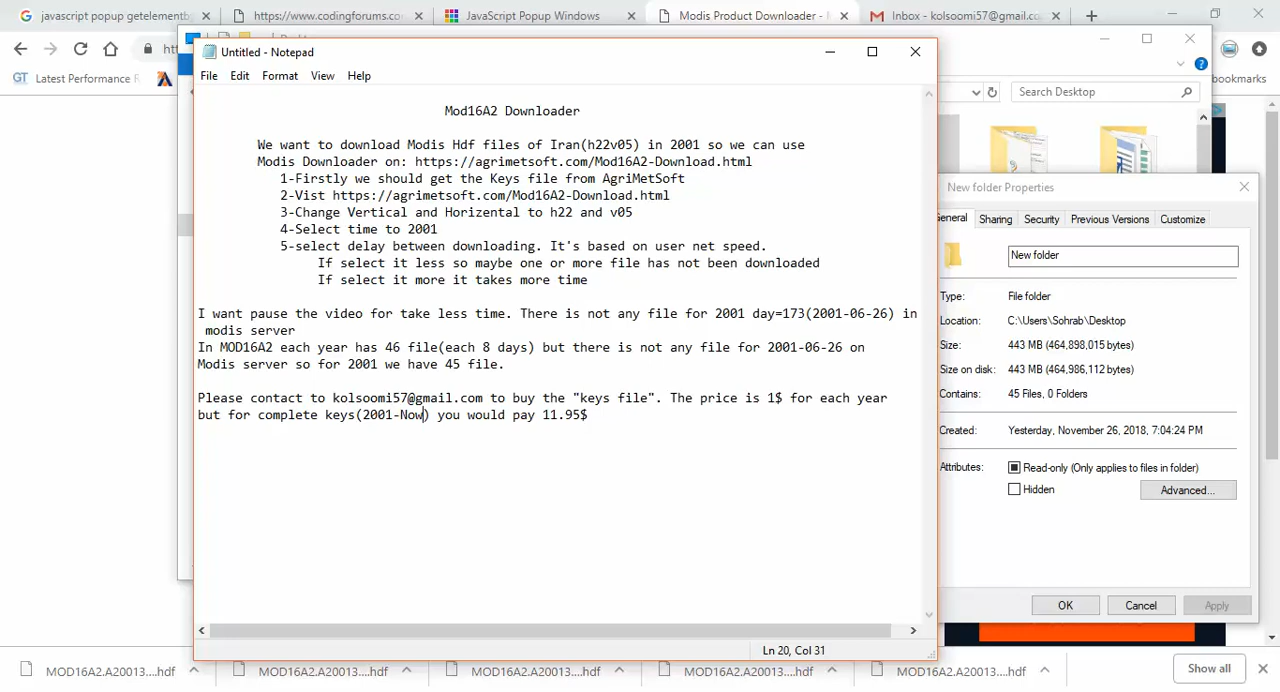 javascript popup getelementb
https://www.codingforums.co
JavaScript Popup Windows
Modis Product Downloader -
Inbox - kolsoomi57@gmail.co
GT Latest Performance
bookmarks
Untitled - Notepad
File Edit Format View Help
Search Desktop
Mod16A2 Downloader
We want to download Modis Hdf files of Iran(h22v05) in 2001 so we can use
Modis Downloader on: https://agrimetsoft.com/Mod16A2-Download.html
1-Firstly we should get the Keys file from AgriMetSoft
2-Vist https://agrimetsoft.com/Mod16A2-Download.html
3-Change Vertical and Horizental to h22 and v05
4-Select time to 2001
5-select delay between downloading. It's based on user net speed.
If select it less so maybe one or more file has not been downloaded
If select it more it takes more time
I want pause the video for take less time. There is not any file for 2001 day=173(2001-06-26) in
modis server
In MOD16A2 each year has 46 file(each 8 days) but there is not any file for 2001-06-26 on
Modis server so for 2001 we have 45 file.
Please contact to kolsoomi57@gmail.com to buy the "keys file". The price is 1$ for each year
but for complete keys(2001-Now) you would pay 11.95$
Ln 20, Col 31
New folder Properties
General Sharing Security Previous Versions Customize
New folder
Type: File folder
Location: C:\Users\Sohrab\Desktop
Size: 443 MB (464,898,015 bytes)
Size on disk: 443 MB (464,986,112 bytes)
Contains: 45 Files, 0 Folders
Created: Monday, November 26, 2018, 7:04:24 PM
Attributes: Read-only (Only applies to files in folder)
Hidden Advanced...
OK Cancel Apply
MOD16A2.A20013....hdf
MOD16A2.A20013....hdf
MOD16A2.A20013....hdf
MOD16A2.A20013....hdf
MOD16A2.A20013....hdf
Show all